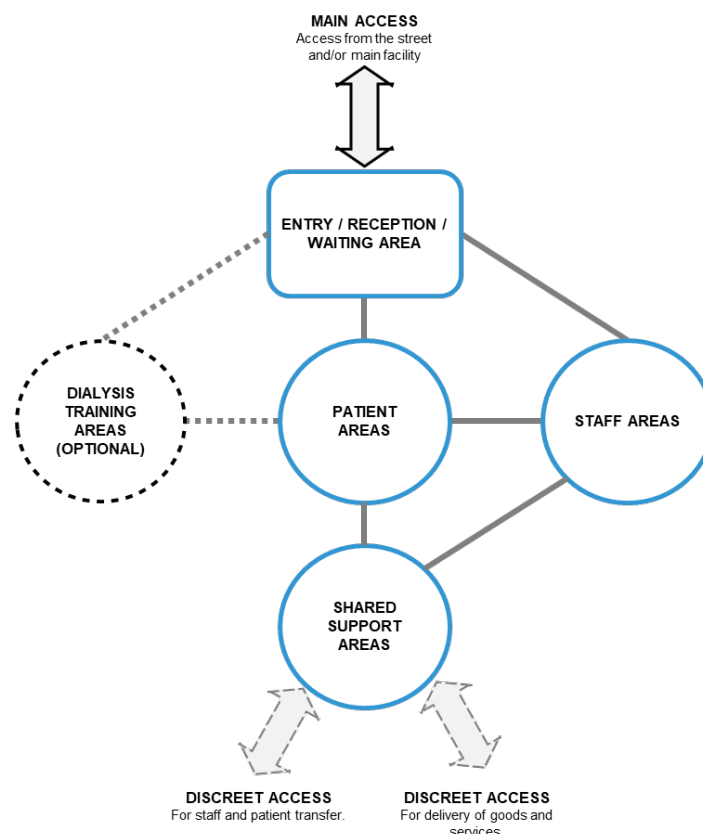 MAIN ACCESS
Access from the street
and/or main facility
ENTRY / RECEPTION /
WAITING AREA
DIALYSIS
TRAINING
AREAS
(OPTIONAL)
PATIENT
AREAS
STAFF AREAS
SHARED
SUPPORT
AREAS
DISCREET ACCESS
For staff and patient transfer.
DISCREET ACCESS
For delivery of goods and
services